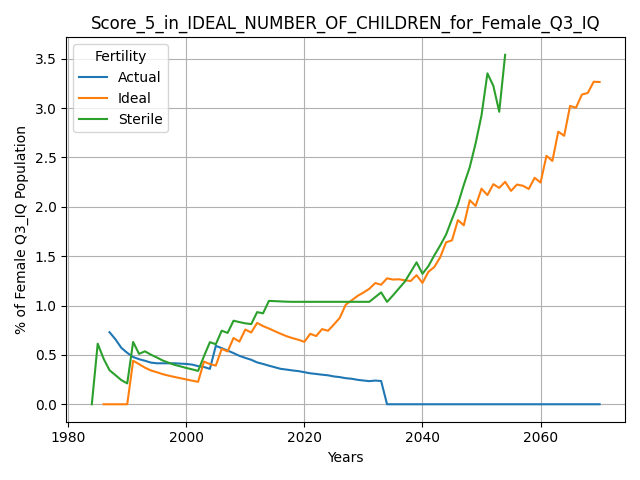 Score_5_in_IDEAL_NUMBER_OF_CHILDREN_for_Female_Q3_IQ
Fertility
Actual
Ideal
Sterile
% of Female Q3_IQ Population
3.5
3.0
2.5
2.0
1.5
1.0
0.5
0.0
1980
2000
2020
2040
2060
Years